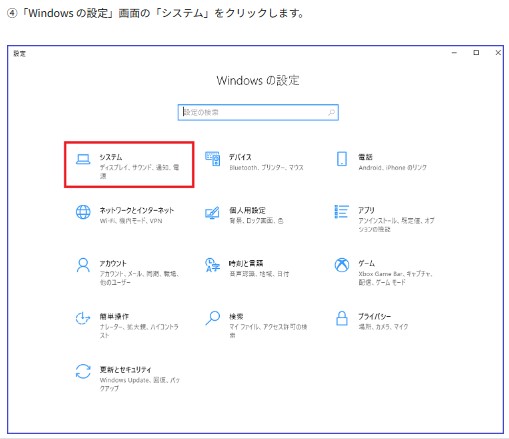 ④「Windows の設定」画面の「システム」をクリックします。
設定
Windows の設定
設定の検索
システム
ディスプレイ、サウンド、通知、電
源
デバイス
Bluetooth、プリンター、マウス
電話
Android、iPhone のリンク
ネットワークとインターネット
Wi-Fi、機内モード、VPN
個人用設定
背景、ロック画面、色
アプリ
アンインストール、既定値、オプ
ションの機能
アカウント
アカウント、メール、同期、職場、
他のユーザー
時刻と言語
音声認識、地域、日付
ゲーム
Xbox Game Bar、キャプチャ、
配信、ゲーム モード
簡単操作
ナレーター、拡大鏡、ハイコントラ
スト
検索
マイ ファイル、アクセス許可の検
索
プライバシー
場所、カメラ、マイク
更新とセキュリティ
Windows Update、回復、バッ
クアップ